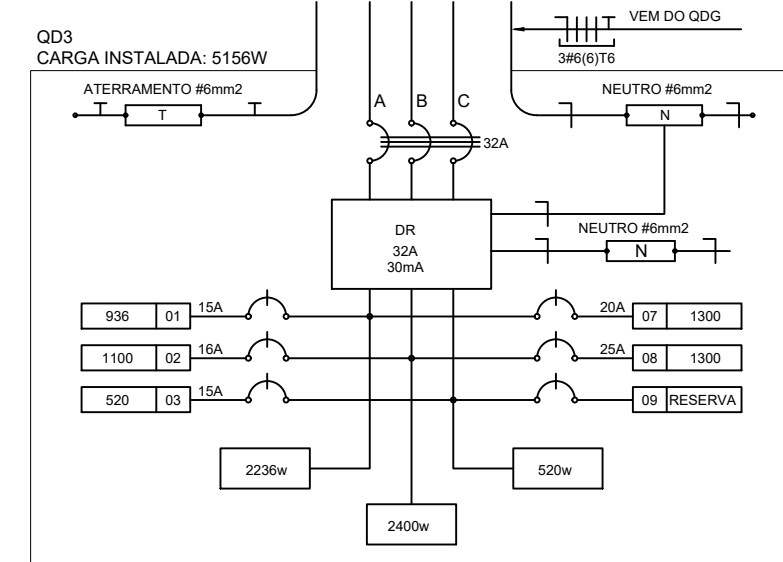 QD3
CARGA INSTALADA: 5156W
VEM DO QDG
3#6(6)T6
ATERRAMENTO #6mm2
T
A B C
32A
NEUTRO #6mm2
N
DR
32A
30mA
NEUTRO #6mm2
N
936 01 15A 20A 07 1300
1100 02 16A 25A 08 1300
520 03 15A 09 RESERVA
2236w
520w
2400w